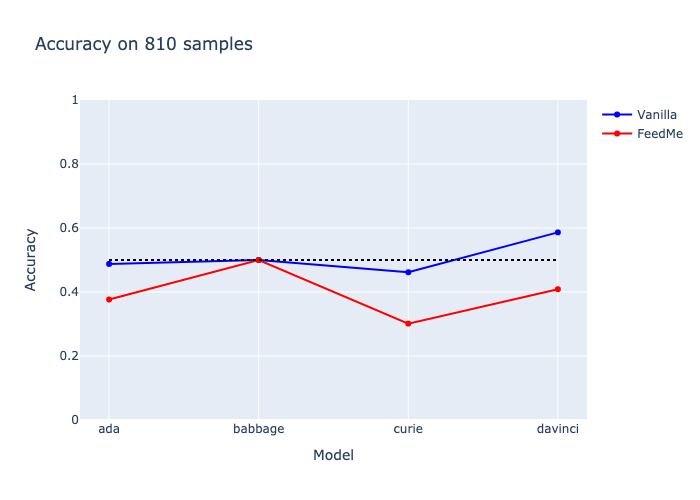 Accuracy on 810 samples
1
0.8
0.6
0.4
0.2
0
Accuracy
ada
babbage
curie
davinci
Model
Vanilla
FeedMe